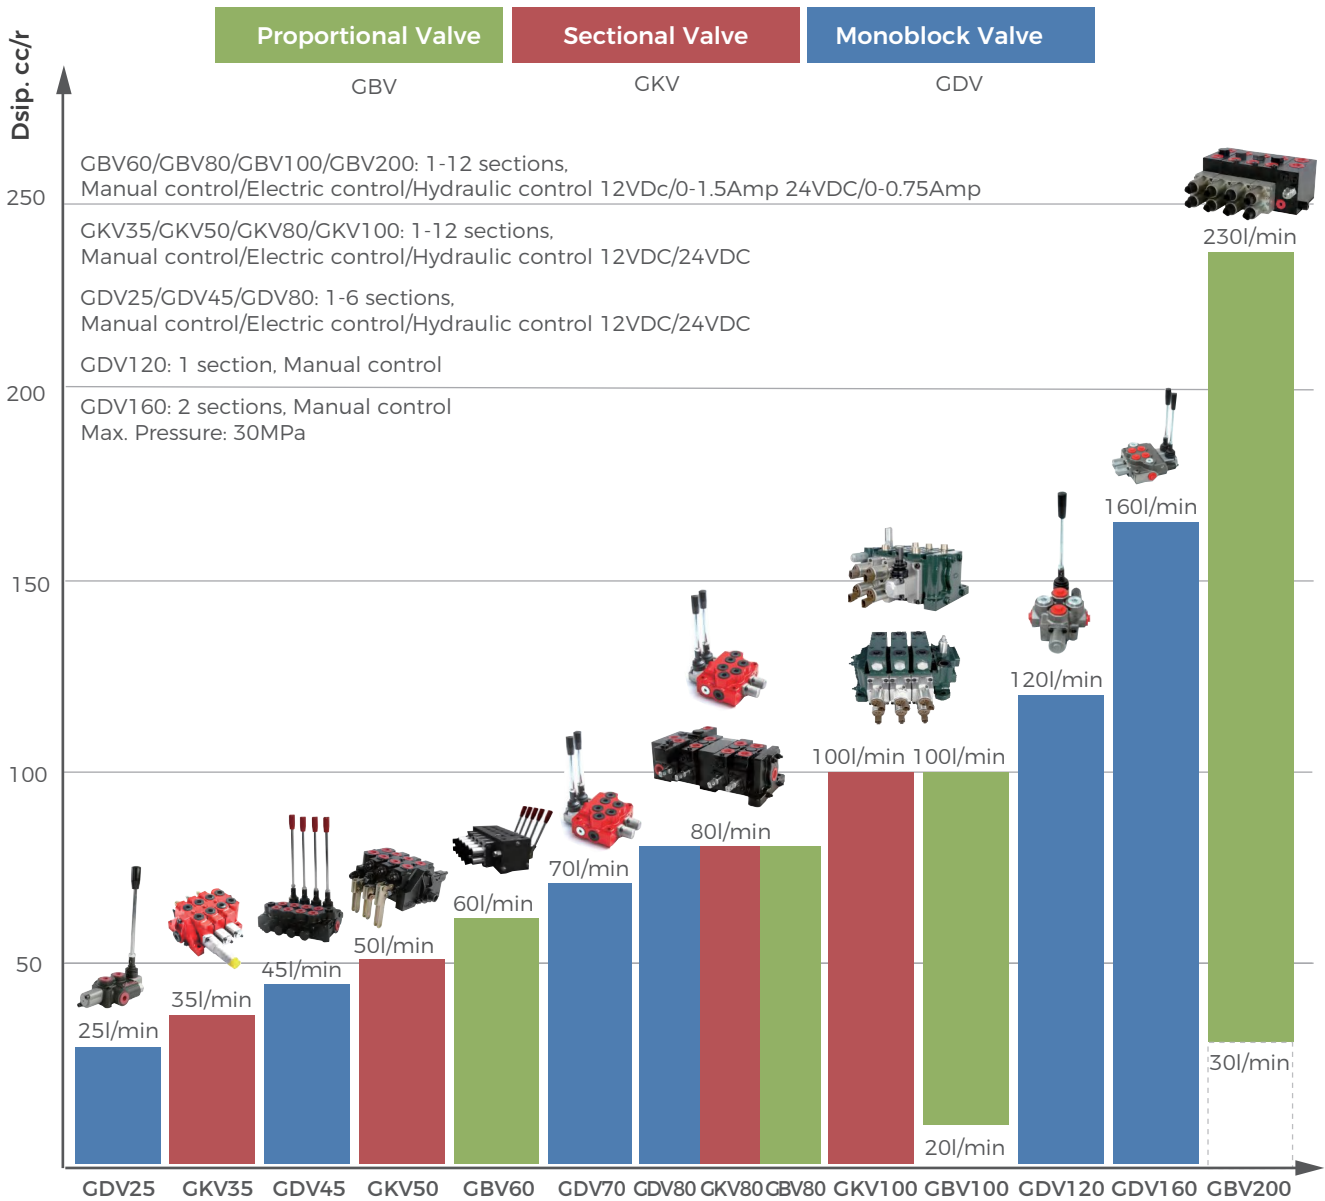 Proportional Valve
Sectional Valve
Monoblock Valve
GBV
GKV
GDV
Dsip. cc/r
GBV60/GBV80/GBV100/GBV200: 1-12 sections,
Manual control/Electric control/Hydraulic control 12VDc/0-1.5Amp 24VDC/0-0.75Amp
250
GKV35/GKV50/GKV80/GKV100: 1-12 sections,
Manual control/Electric control/Hydraulic control 12VDC/24VDC
230l/min
GDV25/GDV45/GDV80: 1-6 sections,
Manual control/Electric control/Hydraulic control 12VDC/24VDC
GDV120: 1 section, Manual control
200
GDV160: 2 sections, Manual control
Max. Pressure: 30MPa
160l/min
150
120l/min
100l/min
100l/min
100
80l/min
70l/min
60l/min
50l/min
50
45l/min
35l/min
25l/min
30l/min
20l/min
GDV25
GKV35
GDV45
GKV50
GBV60
GDV70
GDV80
GKV80
GBV80
GKV100
GBV100
GDV120
GDV160
GBV200